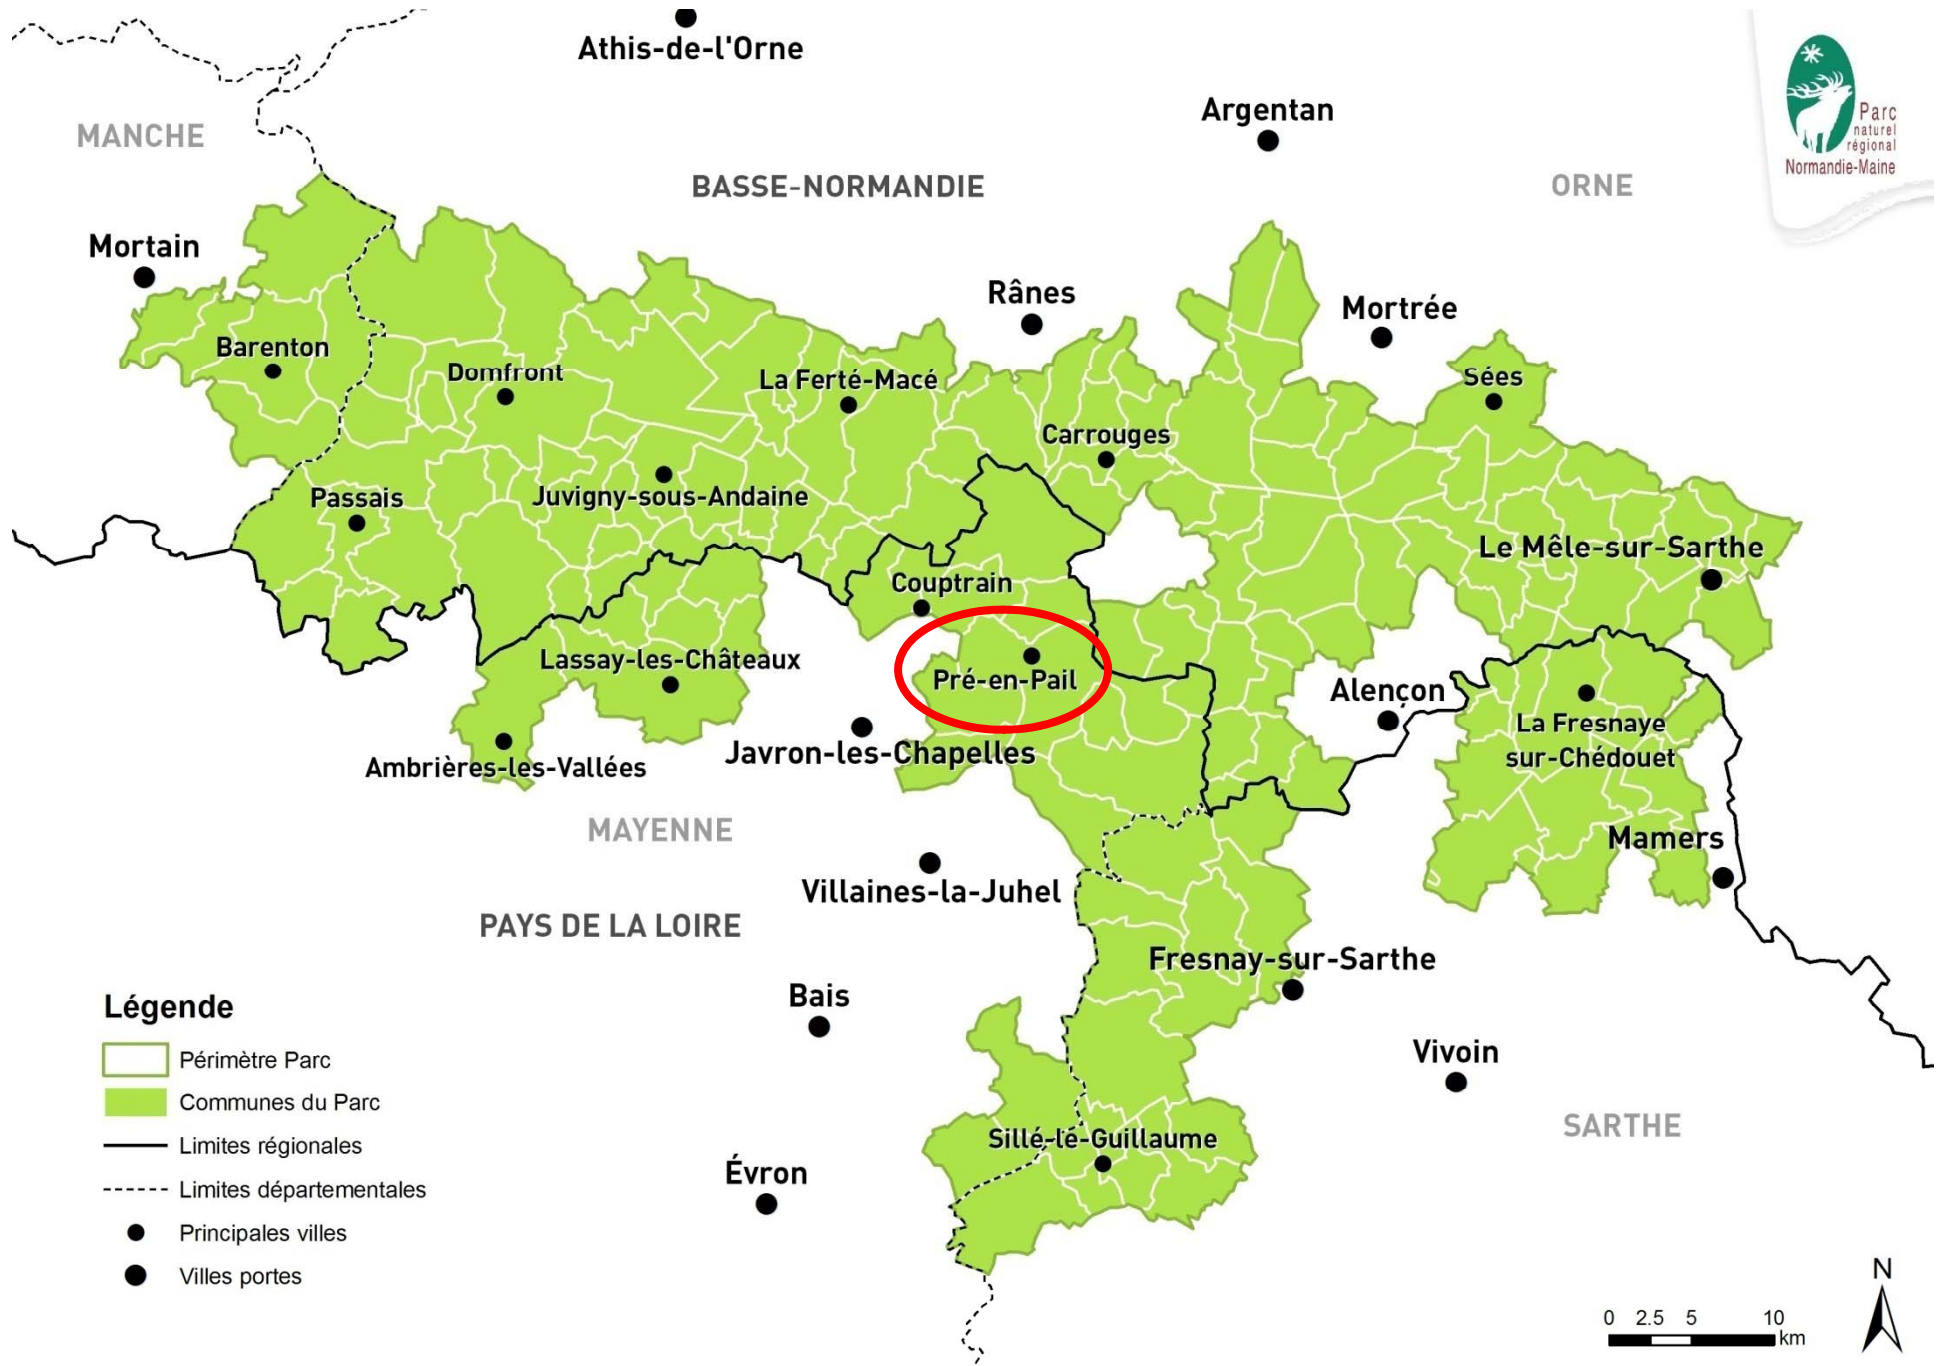 Athis-de-l'Orne
Argentan
MANCHE
Parc
naturel
régional
Normandie-Maine
BASSE-NORMANDIE
ORNE
Mortain
Rânes
Mortrée
Barenton
Domfront
La Ferté-Macé
Sées
Carrouges
Passais
Juvigny-sous-Andaine
Le Mêle-sur-Sarthe
Couptrain
Lassay-les-Châteaux
Pré-en-Pail
Alençon
La Fresnaye
sur-Chédouet
Javron-les-Chapelles
Ambrières-les-Vallées
MAYENNE
Mamers
Villaines-la-Juhel
PAYS DE LA LOIRE
Fresnay-sur-Sarthe
Bais
Vivoin
SARTHE
Sillé-le-Guillaume
Évron
Légende
Périmètre Parc
Communes du Parc
Limites régionales
Limites départementales
Principales villes
Villes portes
N
0 2.5 5 10
km